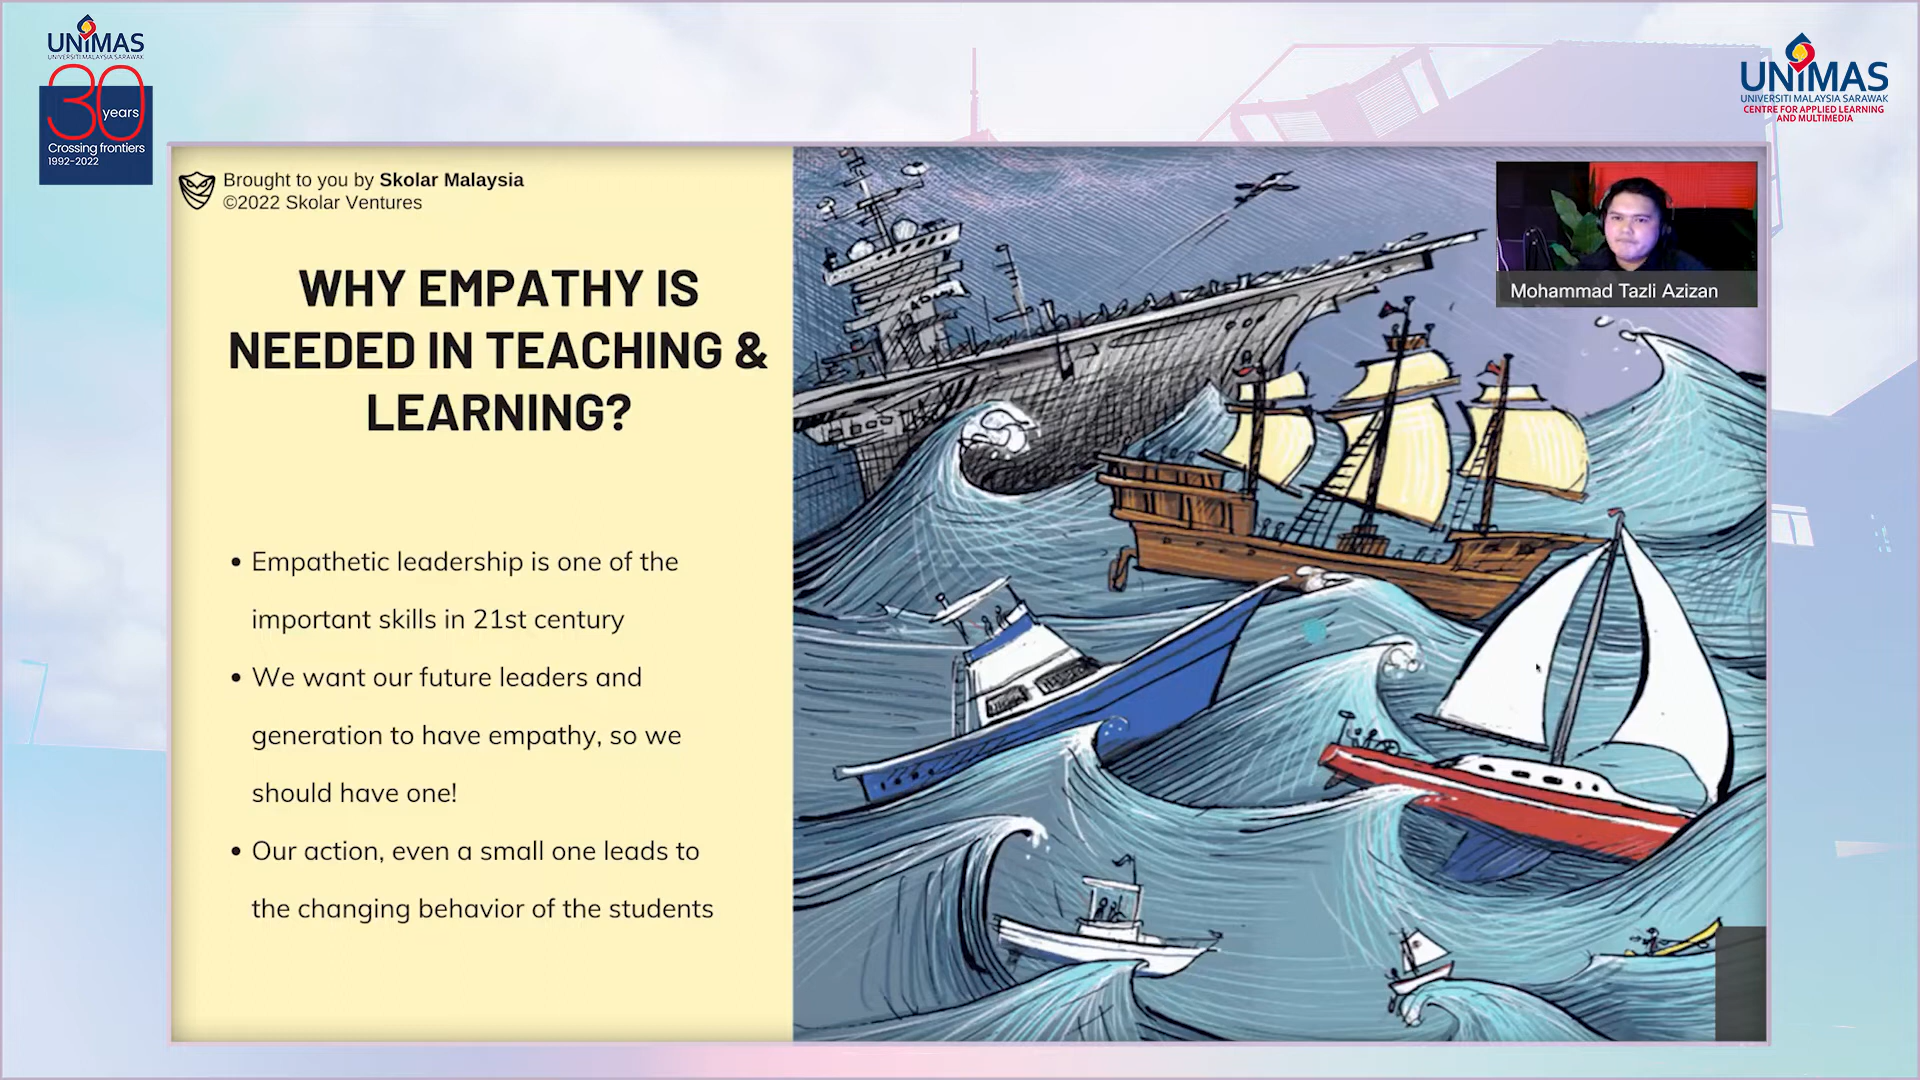 UNIMAS
UNIVERSITI MALAYSIA SARAWAK
30
years
Crossing frontiers
1992-2022
UNIMAS
UNIVERSITI MALAYSIA SARAWAK
CENTRE FOR APPLIED LEARNING
AND MULTIMEDIA
Brought to you by Skolar Malaysia
©2022 Skolar Ventures
Mohammad Tazli Azizan
WHY EMPATHY IS
NEEDED IN TEACHING &
LEARNING?
• Empathetic leadership is one of the
important skills in 21st century
• We want our future leaders and
generation to have empathy, so we
should have one!
• Our action, even a small one leads to
the changing behavior of the students